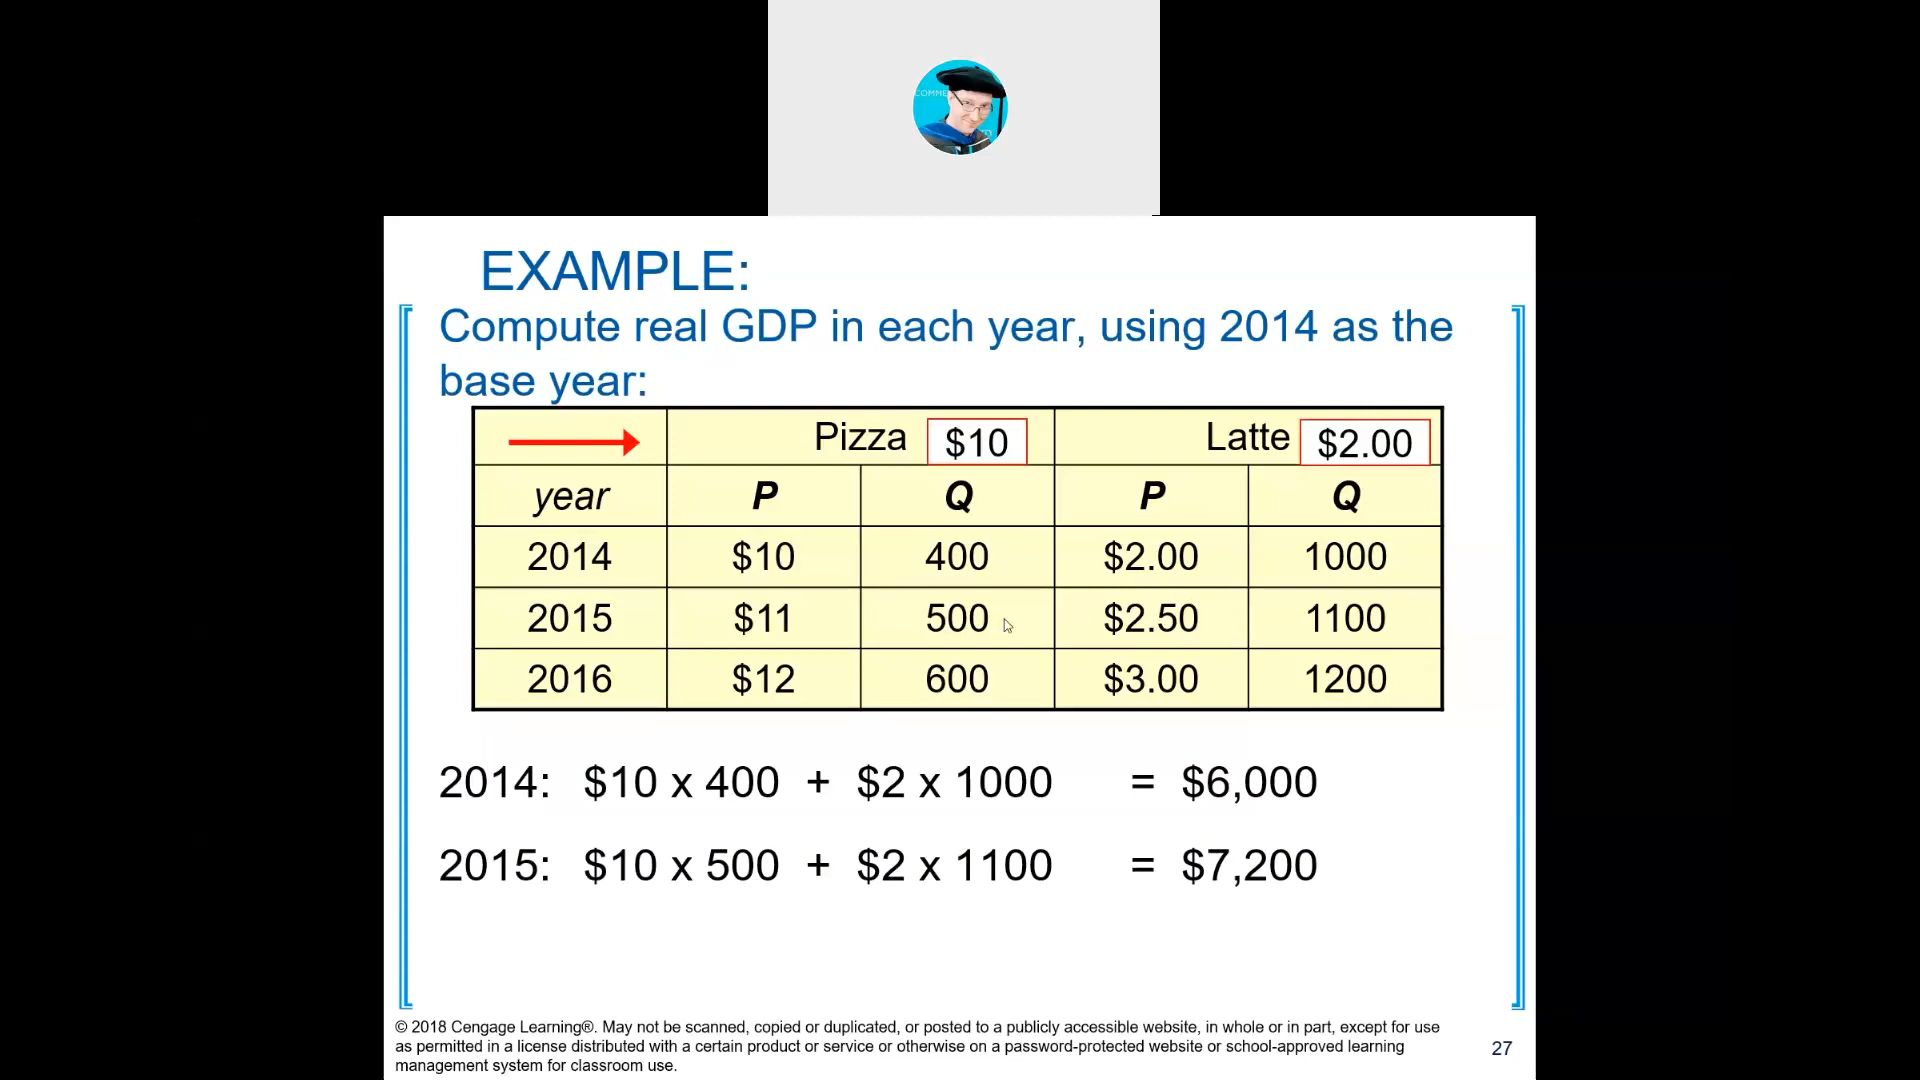 COMME
EXAMPLE:
Compute real GDP in each year, using 2014 as the
base year:
Pizza $10 Latte $2.00
year P Q P Q
2014 $10 400 $2.00 1000
2015 $11 500 $2.50 1100
2016 $12 600 $3.00 1200
2014: $10 x 400 + $2 x 1000 = $6,000
2015: $10 x 500 + $2 x 1100 = $7,200
© 2018 Cengage Learning®. May not be scanned, copied or duplicated, or posted to a publicly accessible website, in whole or in part, except for use
as permitted in a license distributed with a certain product or service or otherwise on a password-protected website or school-approved learning
management system for classroom use.
27